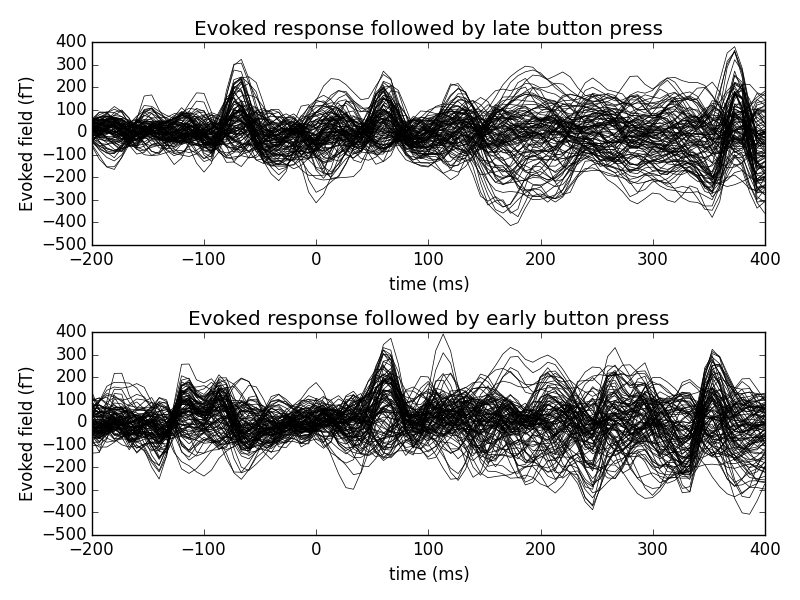 Evoked response followed by late button press
400
300
200
100
0
−100
−200
−300
−400
−500
Evoked field (fT)
−200 −100 0 100 200 300 400
time (ms)
Evoked response followed by early button press
400
300
200
100
0
−100
−200
−300
−400
−500
Evoked field (fT)
−200 −100 0 100 200 300 400
time (ms)